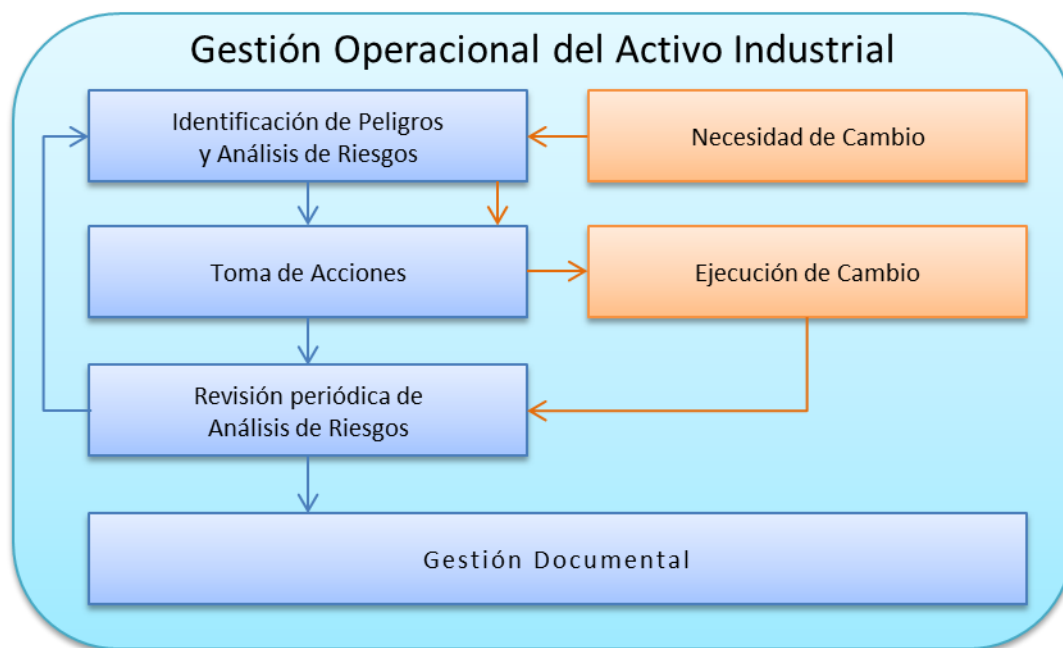 Gestión Operacional del Activo Industrial
Identificación de Peligros
y Análisis de Riesgos
Necesidad de Cambio
Toma de Acciones
Ejecución de Cambio
Revisión periódica de
Análisis de Riesgos
Gestión Documental